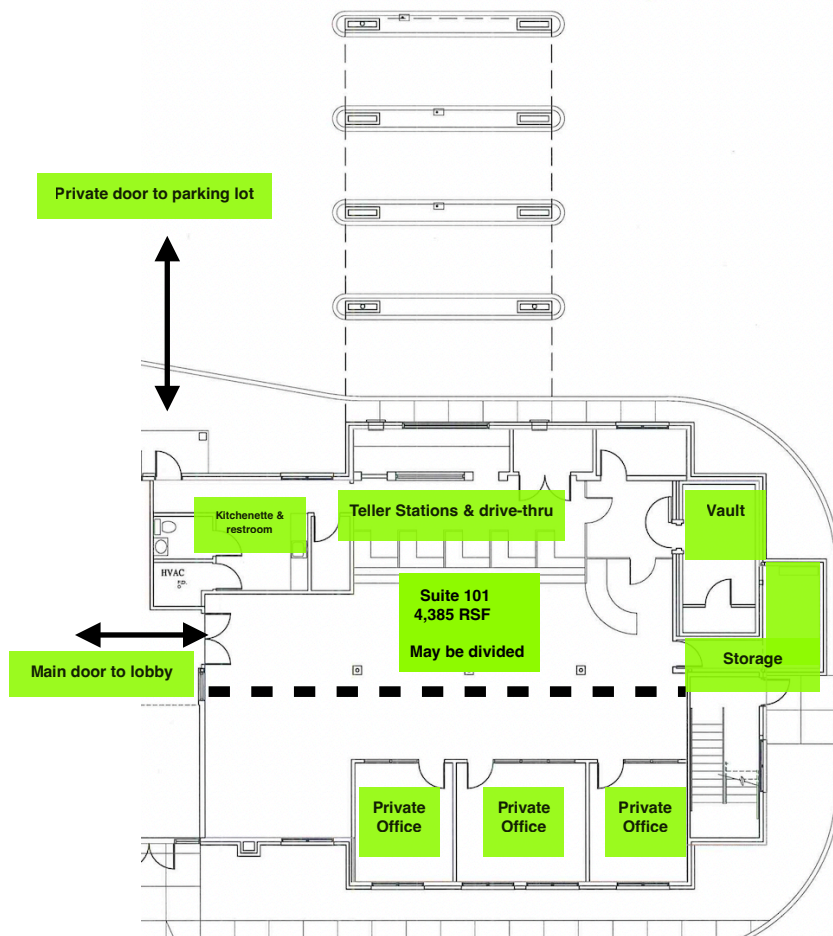 Private door to parking lot
Kitchenette &
restroom
Teller Stations & drive-thru
Vault
HVAC
F.D.
Suite 101
4,385 RSF
May be divided
Main door to lobby
Storage
Private
Office
Private
Office
Private
Office